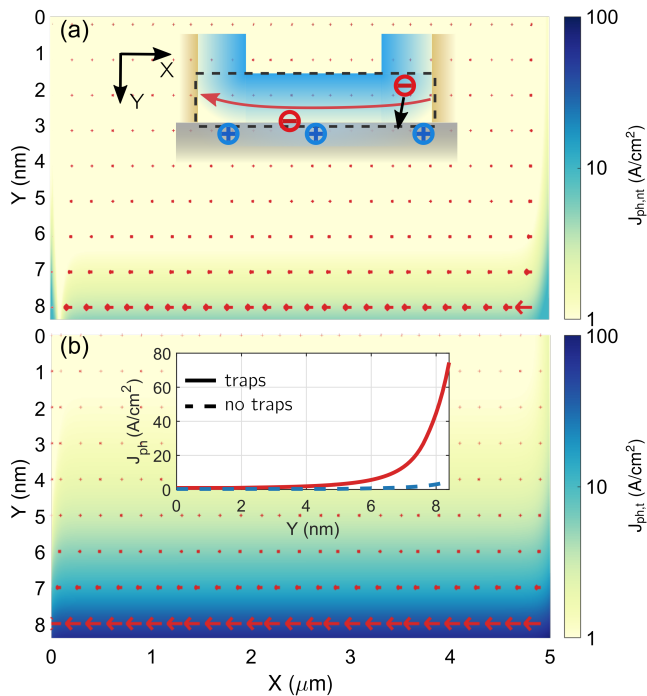 (a)
X
Y
0
1
2
3
4
5
6
7
8
Y (nm)
100
10
1
J_ph,nt (A/cm²)
(b)
0
1
2
3
4
5
6
7
8
Y (nm)
80
60
40
20
0
J_ph (A/cm²)
traps
no traps
0 2 4 6 8
Y (nm)
100
10
1
J_ph,t (A/cm²)
0 1 2 3 4 5
X (μm)